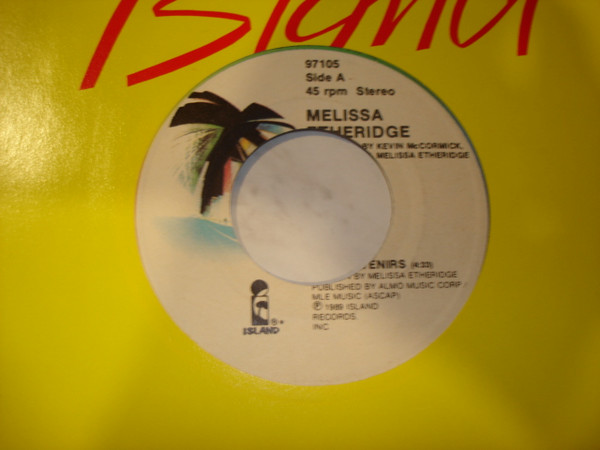 Island
97105
Side A
45 rpm Stereo
MELISSA
ETHERIDGE
BY KEVIN McCORMICK,
MELISSA ETHERIDGE
ENIRS (4:33)
BY MELISSA ETHERIDGE
PUBLISHED BY ALMO MUSIC CORP /
MLE MUSIC (ASCAP)
℗ 1989 ISLAND
RECORDS,
INC
i ®
ISLAND